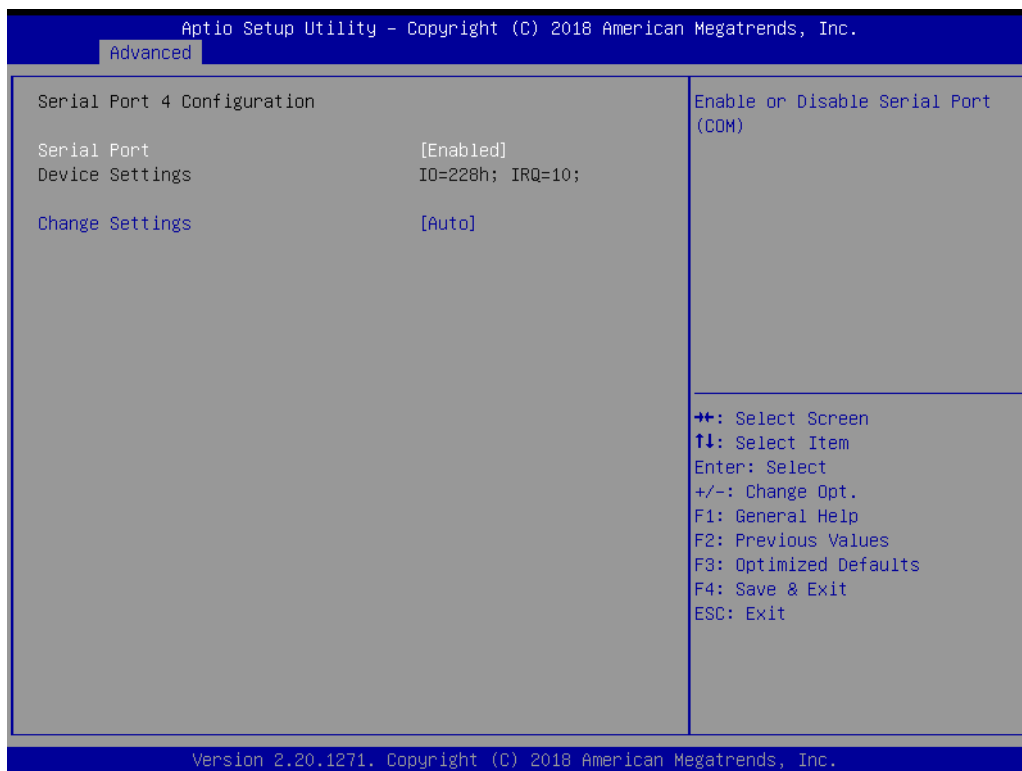 Aptio Setup Utility – Copyright (C) 2018 American Megatrends, Inc.
Advanced
Serial Port 4 Configuration
Serial Port [Enabled]
Device Settings IO=228h; IRQ=10;
Change Settings [Auto]
Enable or Disable Serial Port
(COM)
→←: Select Screen
↑↓: Select Item
Enter: Select
+/-: Change Opt.
F1: General Help
F2: Previous Values
F3: Optimized Defaults
F4: Save & Exit
ESC: Exit
Version 2.20.1271. Copyright (C) 2018 American Megatrends, Inc.